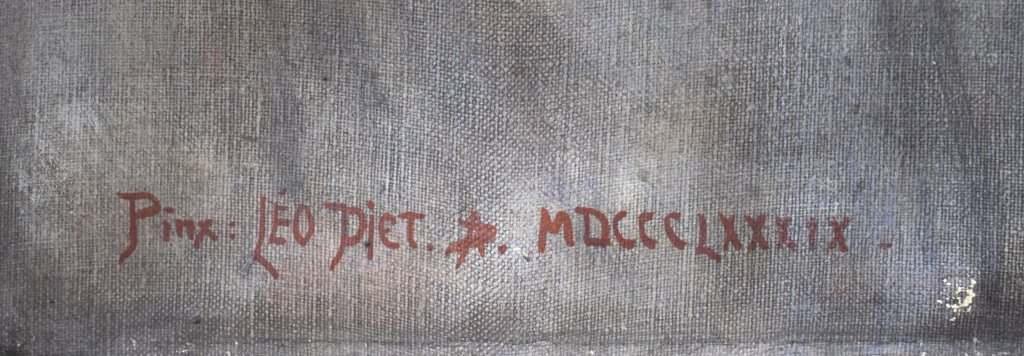 Pinx: LÉO DIET. A. MDCCCLXXXIX.